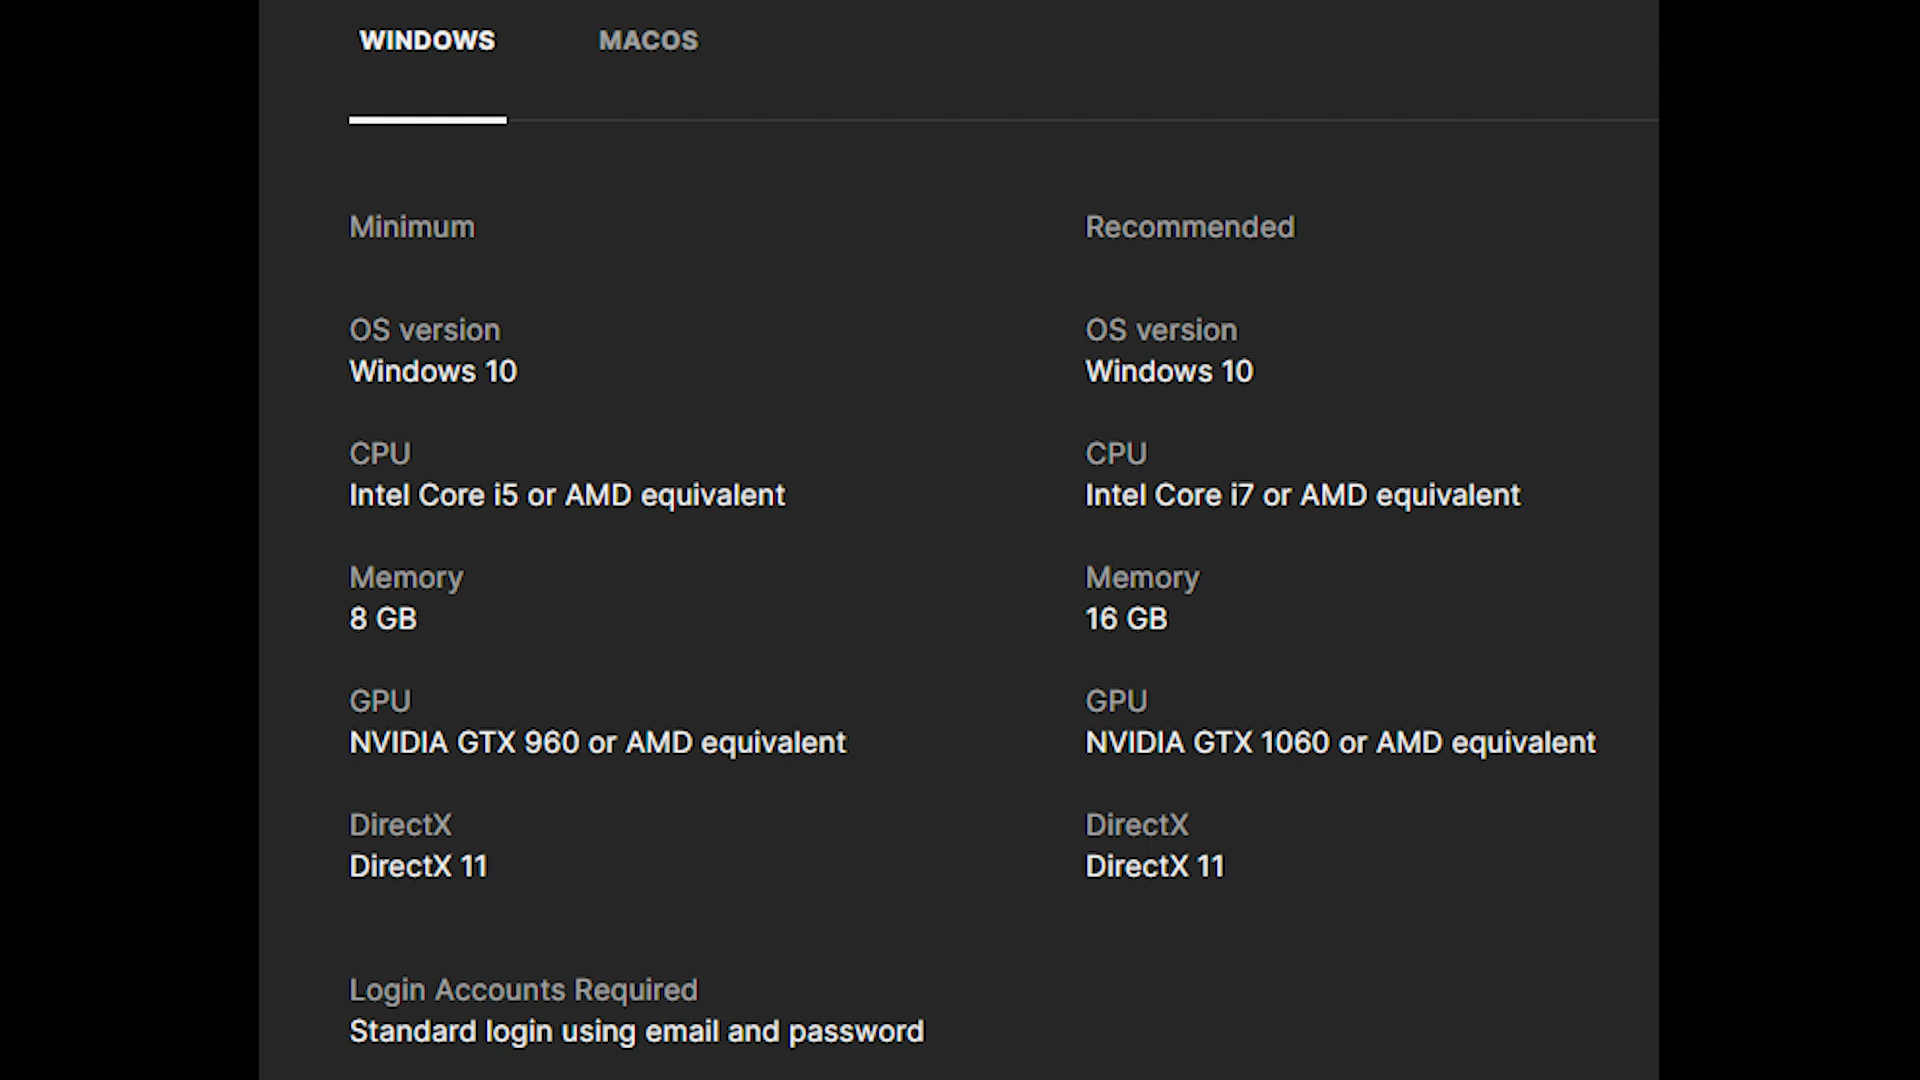 WINDOWS MACOS
Minimum
OS version
Windows 10
CPU
Intel Core i5 or AMD equivalent
Memory
8 GB
GPU
NVIDIA GTX 960 or AMD equivalent
DirectX
DirectX 11
Recommended
OS version
Windows 10
CPU
Intel Core i7 or AMD equivalent
Memory
16 GB
GPU
NVIDIA GTX 1060 or AMD equivalent
DirectX
DirectX 11
Login Accounts Required
Standard login using email and password